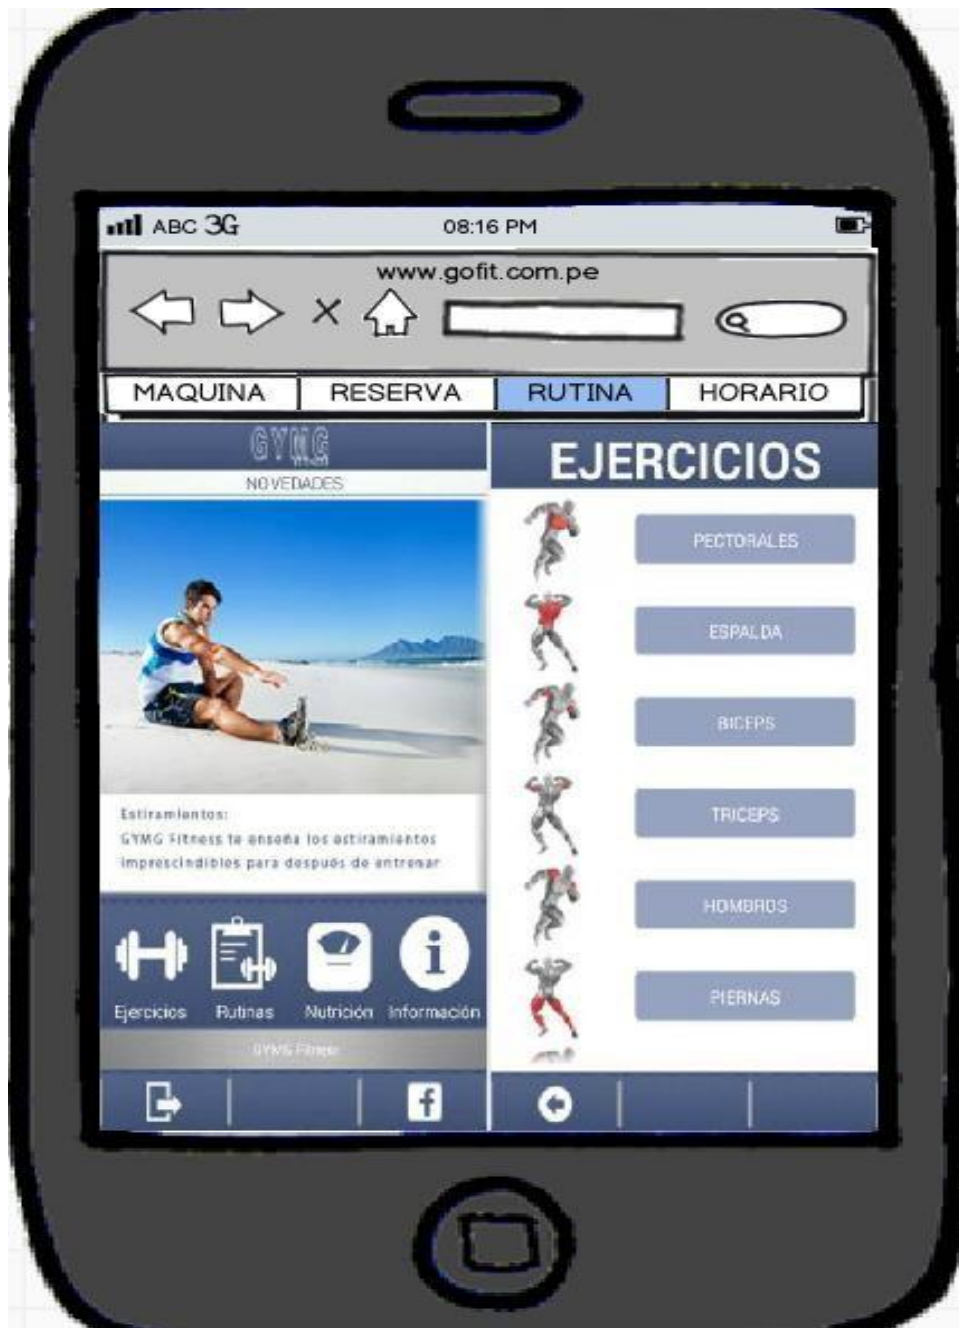 ABC 3G 08:16 PM
www.gofit.com.pe
MAQUINA RESERVA RUTINA HORARIO
GYMG
NOVEDADES
Estiramientos:
GYMG Fitness te enseña los estiramientos
imprescindibles para después de entrenar
Ejercicios Rutinas Nutrición Información
GYMG Fitness
EJERCICIOS
PECTORALES
ESPALDA
BICEPS
TRICEPS
HOMBROS
PIERNAS